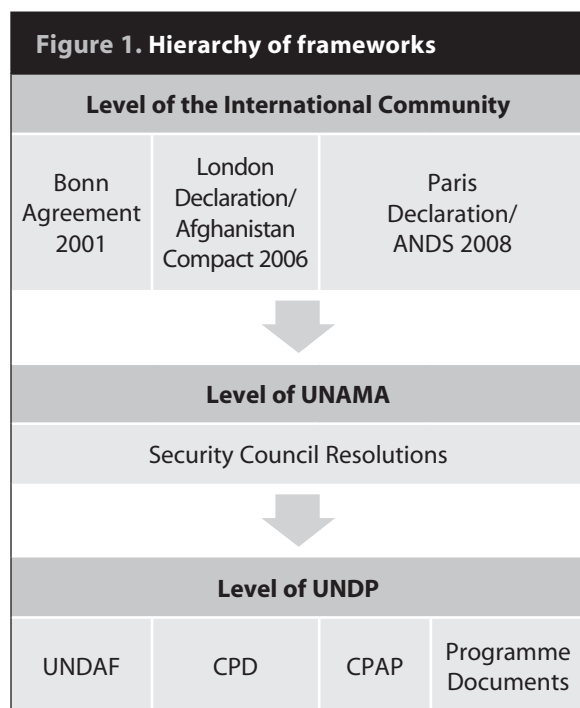 Figure 1. Hierarchy of frameworks
Level of the International Community
Bonn
Agreement
2001
London
Declaration/
Afghanistan
Compact 2006
Paris
Declaration/
ANDS 2008
Level of UNAMA
Security Council Resolutions
Level of UNDP
UNDAF
CPD
CPAP
Programme
Documents